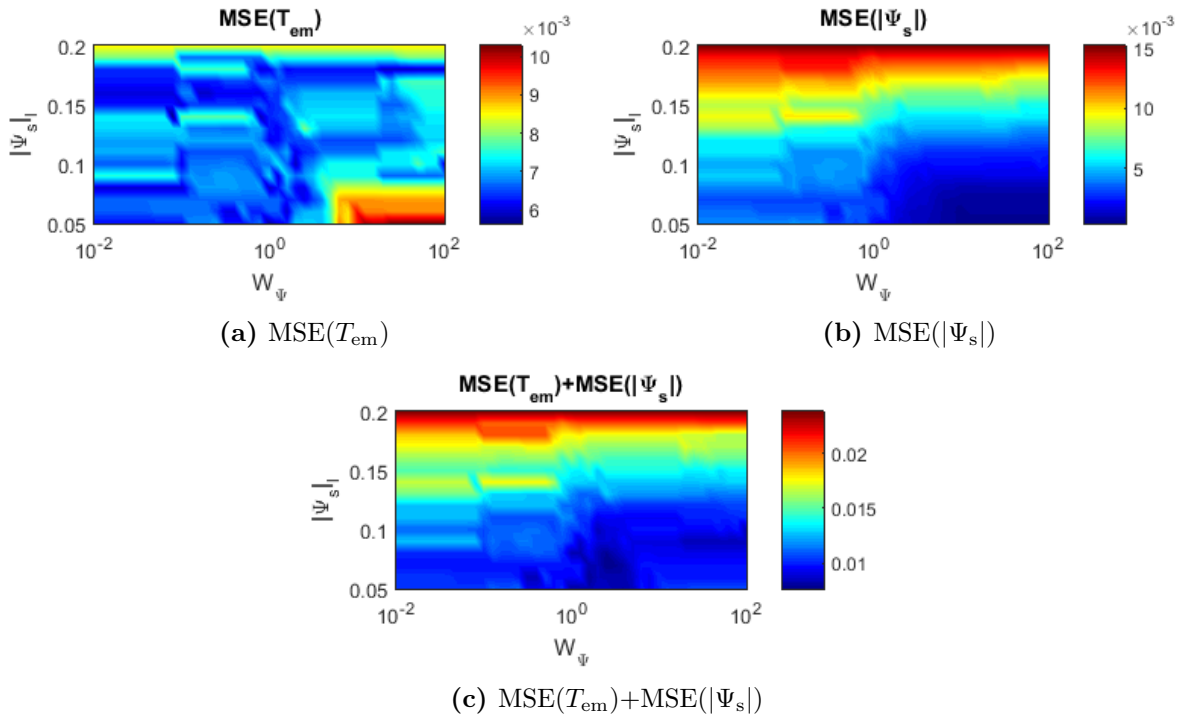 MSE(T_em)
× 10^-3
0.2
0.15
0.1
0.05
|Ψ_s|_l
10^-2
10^0
10^2
W_Ψ
10
9
8
7
6
(a) MSE(T_em)
MSE(|Ψ_s|)
× 10^-3
0.2
0.15
0.1
0.05
|Ψ_s|_l
10^-2
10^0
10^2
W_Ψ
15
10
5
(b) MSE(|Ψ_s|)
MSE(T_em)+MSE(|Ψ_s|)
0.2
0.15
0.1
0.05
|Ψ_s|_l
10^-2
10^0
10^2
W_Ψ
0.02
0.015
0.01
(c) MSE(T_em)+MSE(|Ψ_s|)